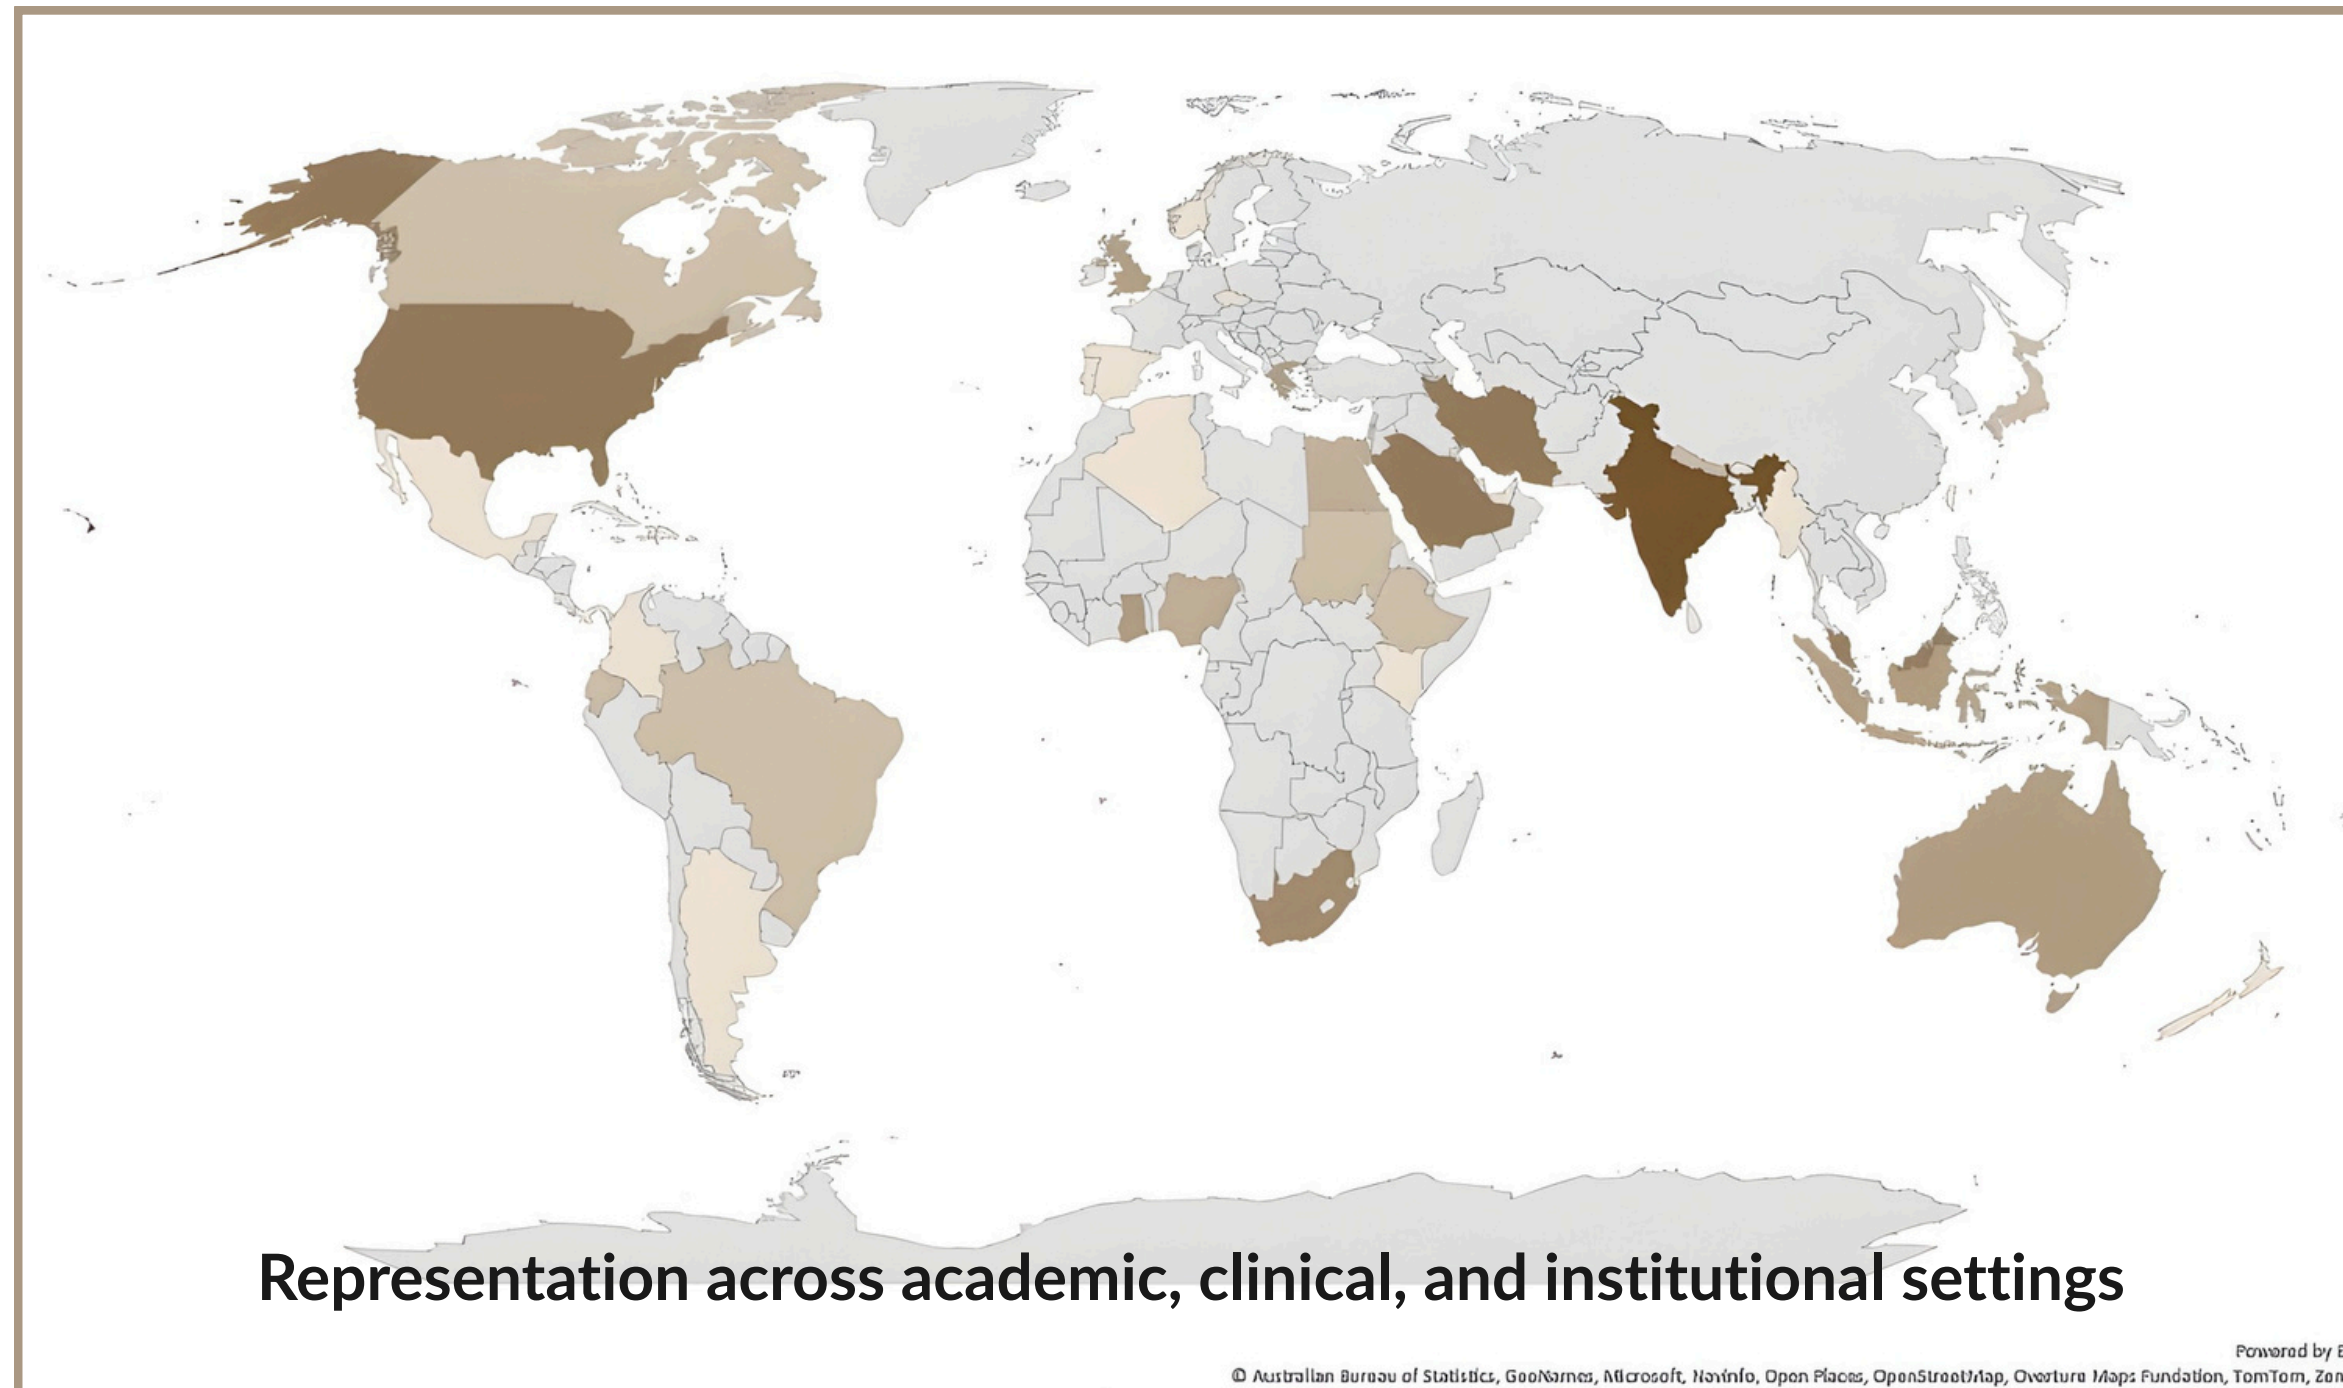 Representation across academic, clinical, and institutional settings
Powered by
© Australian Bureau of Statistics, GeoNames, Microsoft, Navinfo, Open Places, OpenStreetMap, Overture Maps Fundation, TomTom,